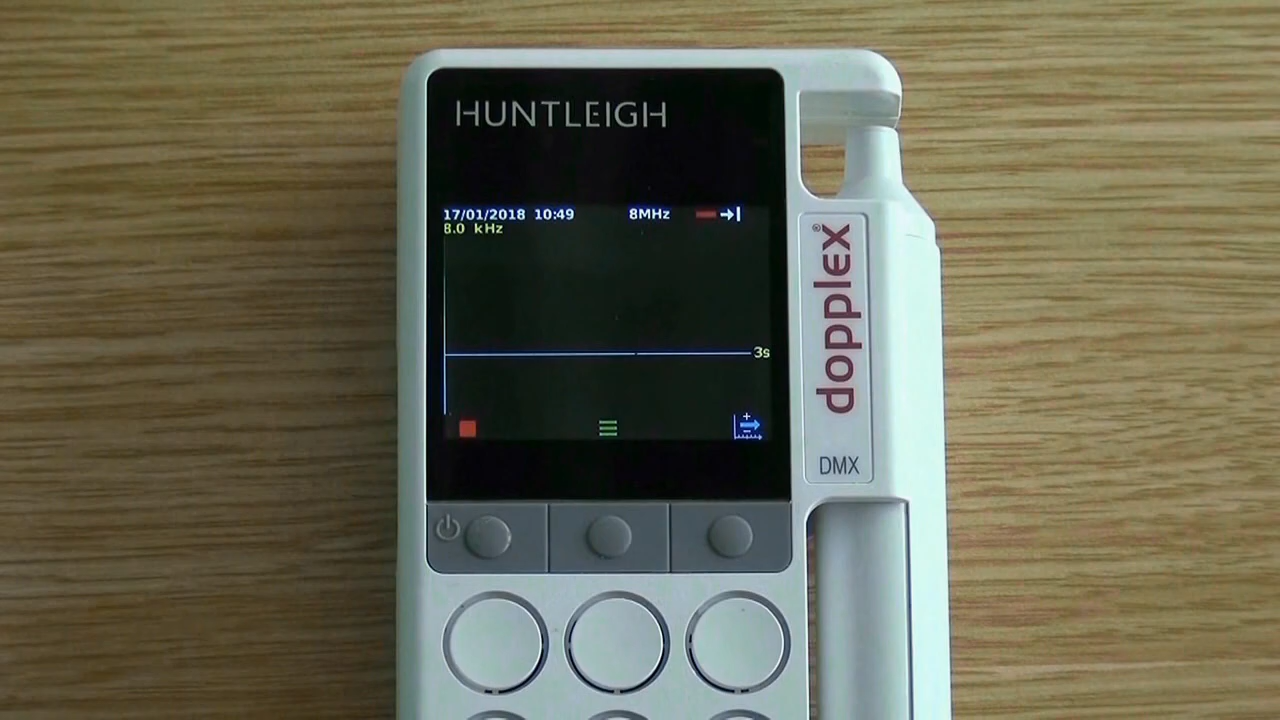 HUNTLEIGH
17/01/2018 10:49 8MHz
8.0 kHz
3s
dopplex®
DMX